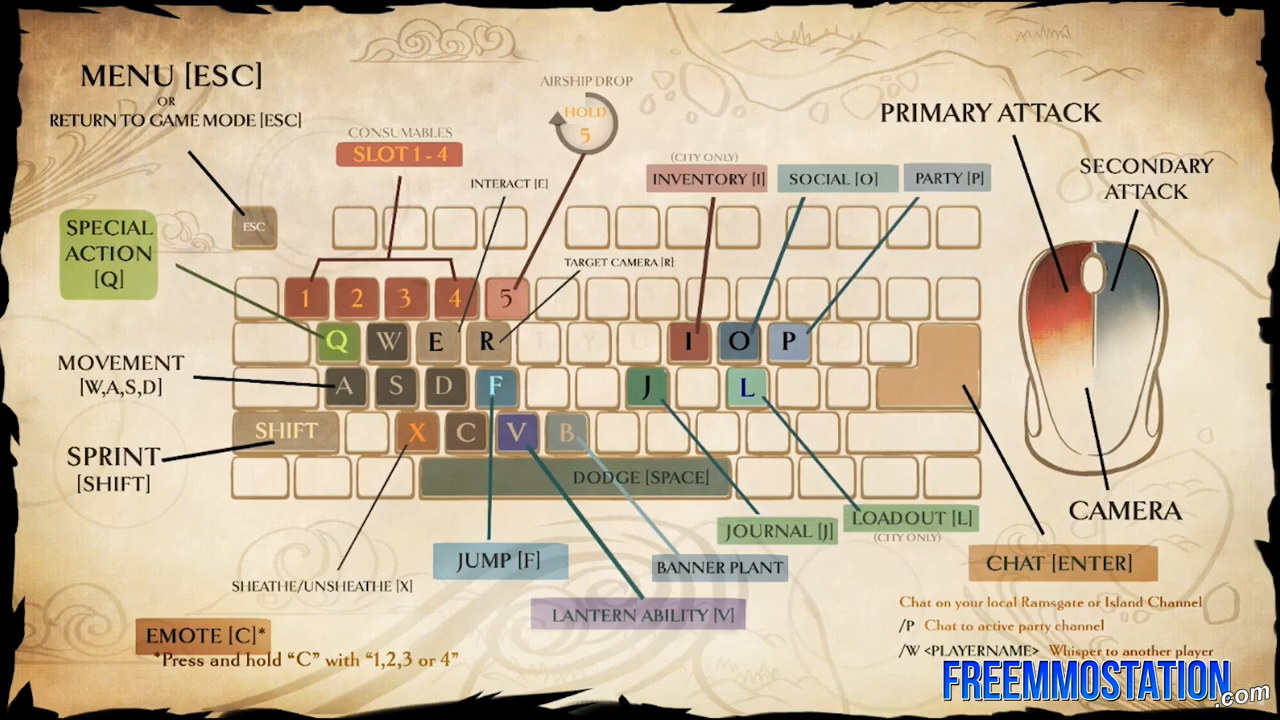 MENU [ESC]
OR
RETURN TO GAME MODE [ESC]
CONSUMABLES
SLOT 1 - 4
AIRSHIP DROP
HOLD
5
INTERACT [E]
TARGET CAMERA [R]
(CITY ONLY)
INVENTORY [I]
SOCIAL [O]
PARTY [P]
PRIMARY ATTACK
SECONDARY
ATTACK
SPECIAL
ACTION
[Q]
MOVEMENT
[W,A,S,D]
SPRINT
[SHIFT]
ESC
1 2 3 4 5
Q W E R T Y U I O P
A S D F J L
SHIFT X C V B
DODGE [SPACE]
CAMERA
SHEATHE/UNSHEATHE [X]
JUMP [F]
LANTERN ABILITY [V]
BANNER PLANT
JOURNAL [J]
LOADOUT [L]
(CITY ONLY)
CHAT [ENTER]
Chat on your local Ramsgate or Island Channel
/P Chat to active party channel
/W <PLAYERNAME> Whisper to another player
EMOTE [C]*
*Press and hold "C" with "1,2,3 or 4"
FREEMMOSTATION
.com